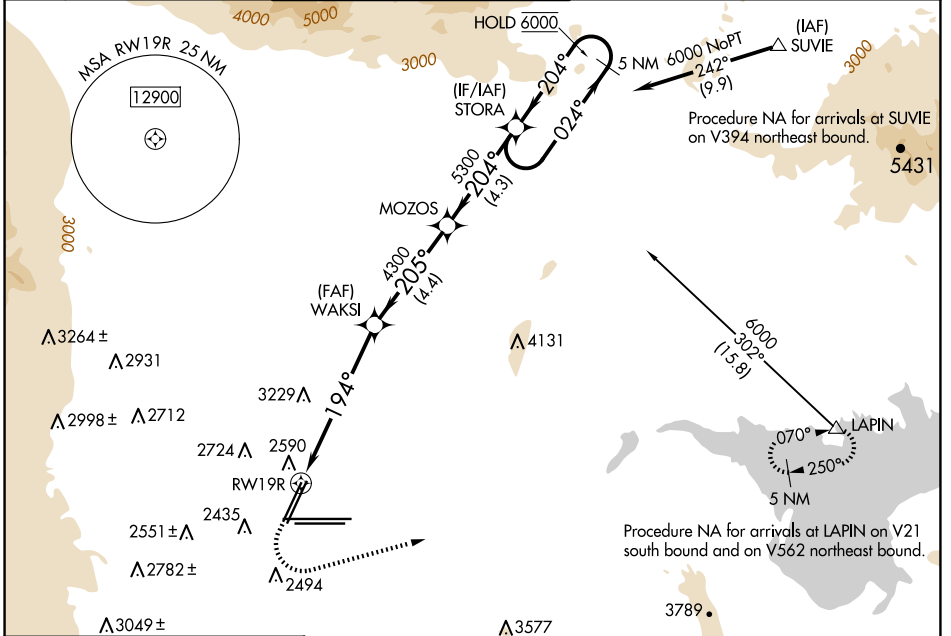 4000
5000
HOLD 6000
(IAF)
SUVIE
MSA RW19R 25 NM
3000
5 NM
6000 NoPT
242°
(9.9)
3000
12900
(IF/IAF)
STORA
204°
024°
Procedure NA for arrivals at SUVIE
on V394 northeast bound.
5431
5300
204°
(4.3)
3000
MOZOS
4300
205°
(4.4)
(FAF)
WAKSI
6000
302°
(15.8)
3264 ±
2931
4131
194°
3229
2998 ±
2712
LAPIN
070°
250°
5 NM
2724
2590
RW19R
2435
2551 ±
Procedure NA for arrivals at LAPIN on V21
south bound and on V562 northeast bound.
2782 ±
2494
3049 ±
3577
3789